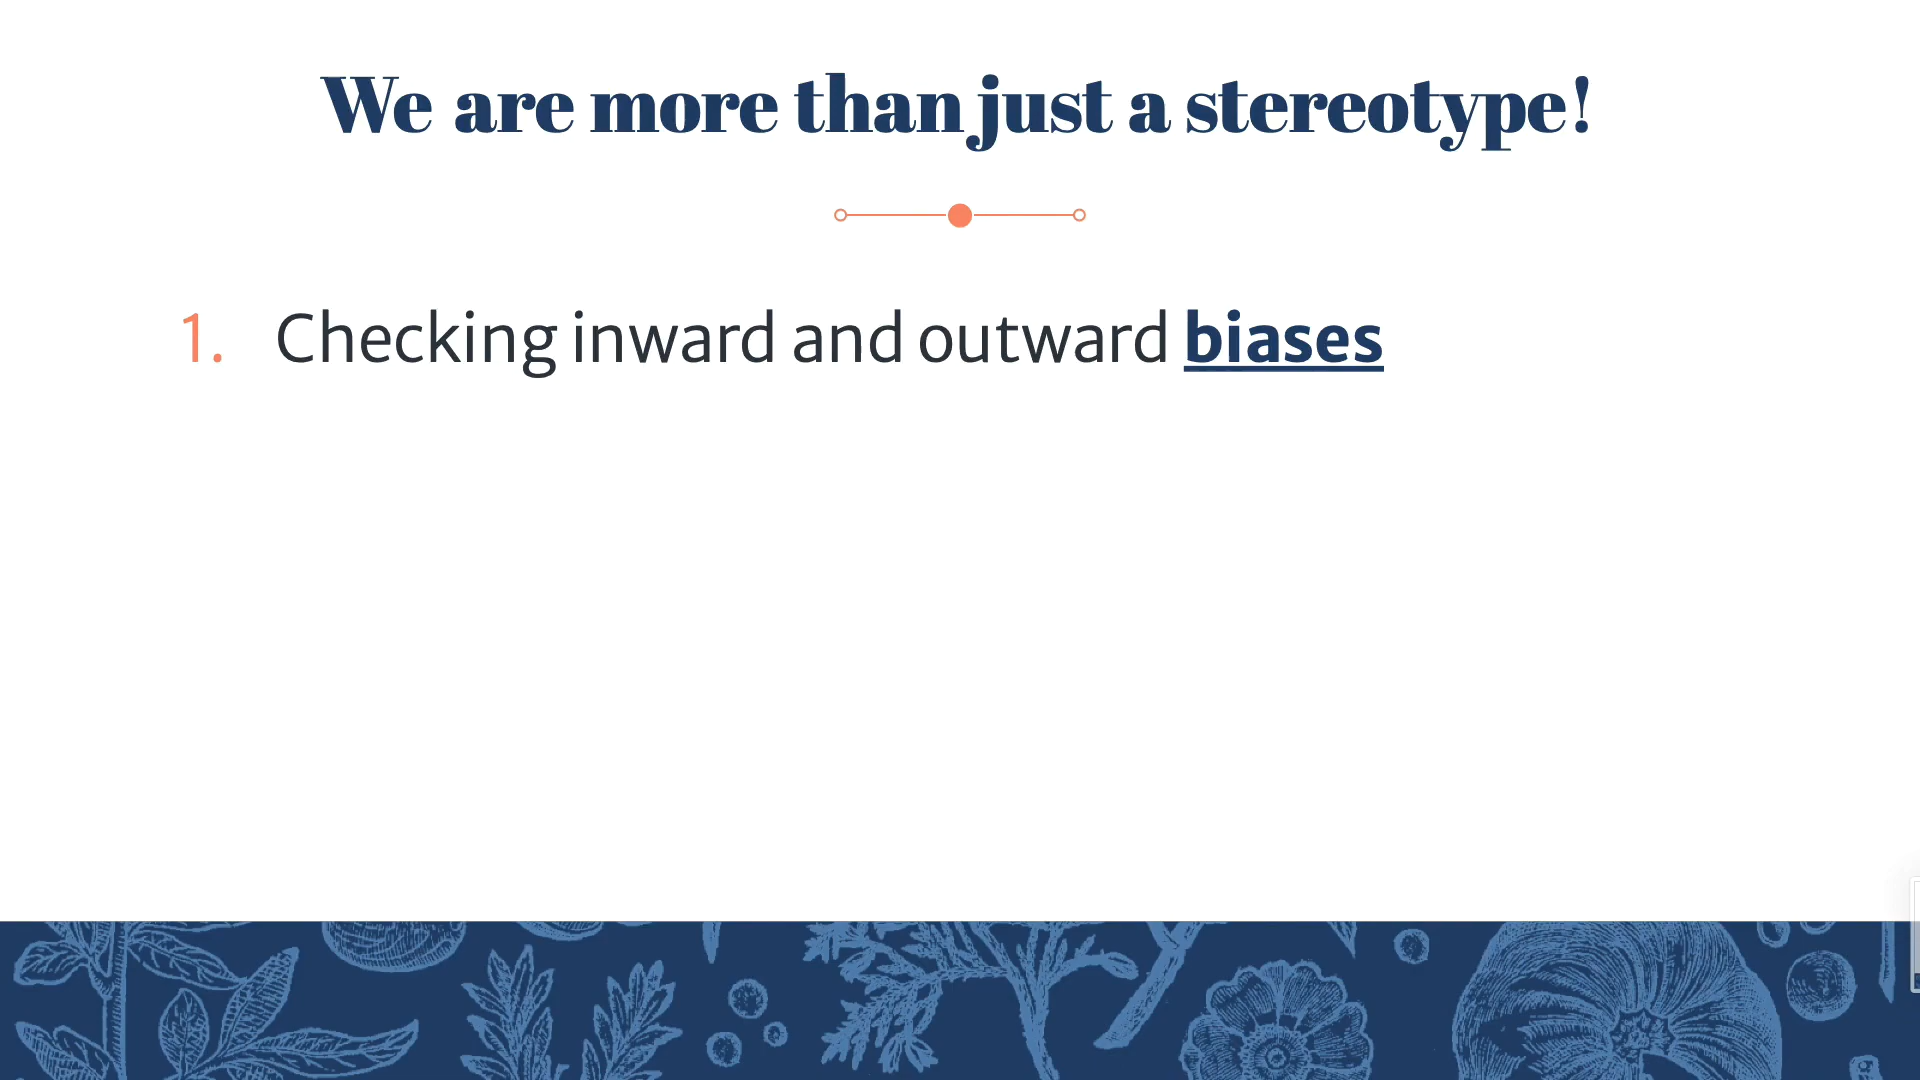 We are more than just a stereotype!
1. Checking inward and outward biases